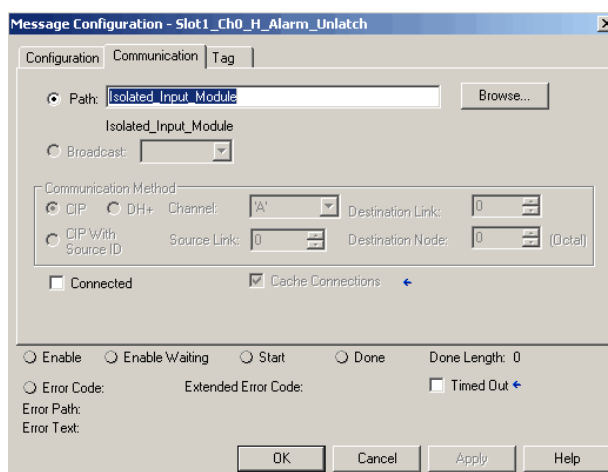 Message Configuration - Slot1_Ch0_H_Alarm_Unlatch
Configuration Communication Tag
Path: Isolated_Input_Module Browse...
Isolated_Input_Module
Broadcast:
Communication Method
CIP DH+ Channel: 'A' Destination Link: 0
CIP With Source ID Source Link: 0 Destination Node: 0 (Octal)
Connected Cache Connections
Enable Enable Waiting Start Done Done Length: 0
Error Code: Extended Error Code: Timed Out
Error Path:
Error Text:
OK Cancel Apply Help